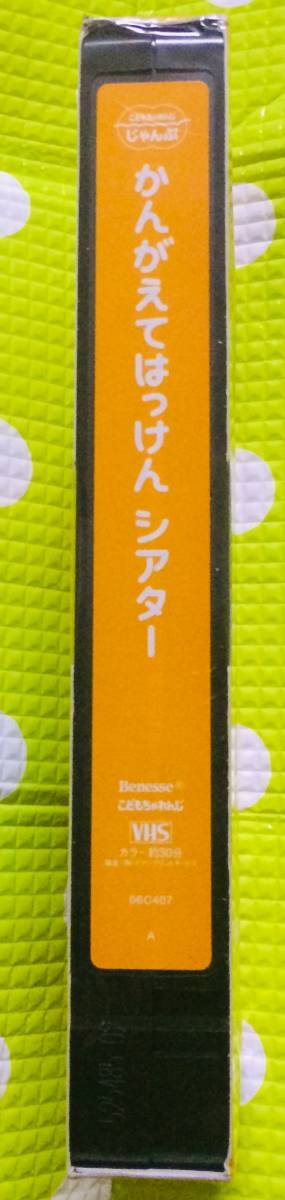 こどもちゃれんじ
じゃんぷ
かんがえてはっけん シアター
Benesse®
こどもちゃれんじ
VHS
カラー 約30分
66C407
A